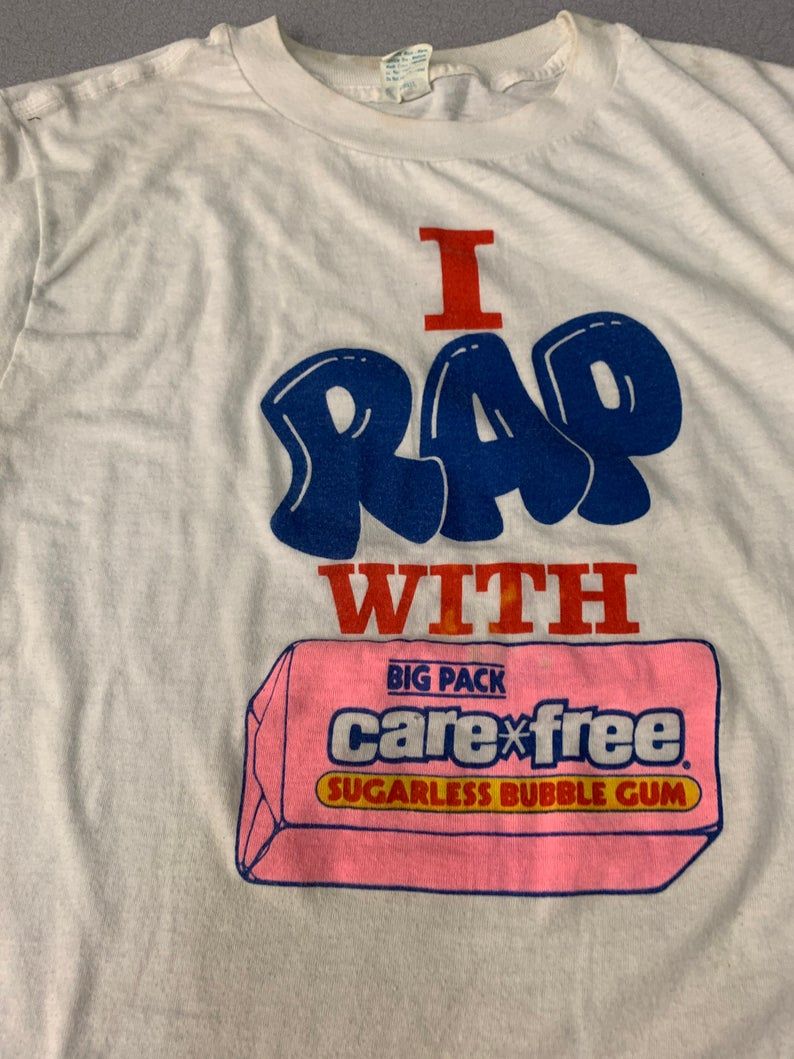 I
RAP
WITH
BIG PACK
care*free®
SUGARLESS BUBBLE GUM